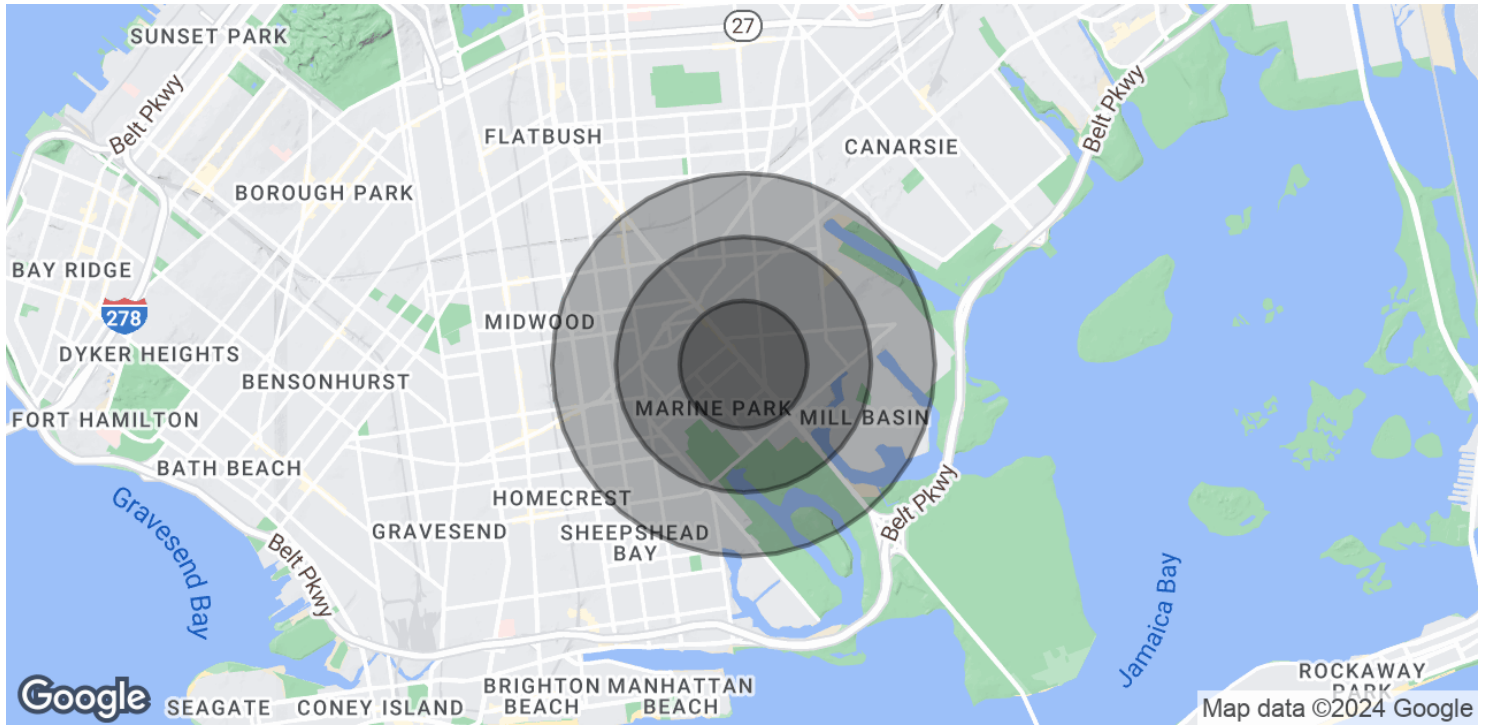 27
SUNSET PARK
Belt Pkwy
Belt Pkwy
FLATBUSH
CANARSIE
BOROUGH PARK
BAY RIDGE
278
MIDWOOD
DYKER HEIGHTS
BENSONHURST
MARINE PARK
MILL BASIN
FORT HAMILTON
BATH BEACH
HOMECREST
Gravesend Bay
GRAVESEND
SHEEPSHEAD
BAY
Belt Pkwy
Belt Pkwy
Jamaica Bay
ROCKAWAY
PARK
Google
SEAGATE
CONEY ISLAND
BRIGHTON
BEACH
MANHATTAN
BEACH
Map data ©2024 Google